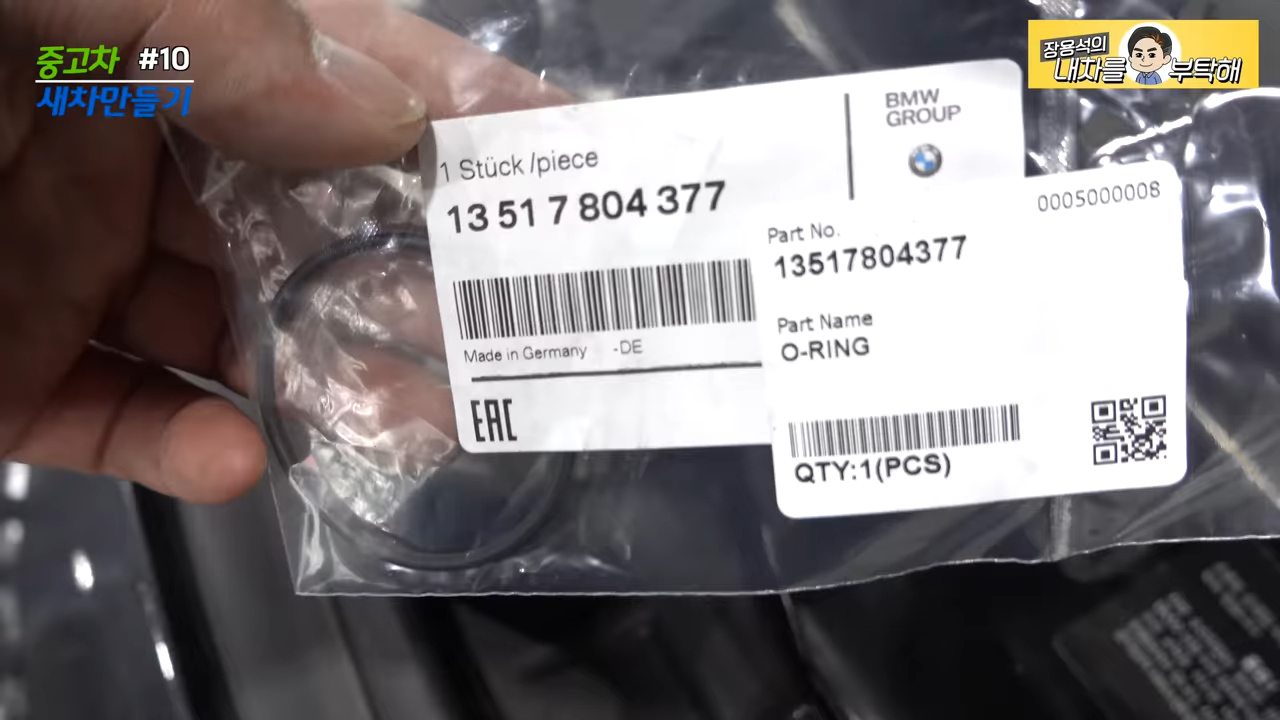 중고차 #10
새차만들기
장용석의
내차를 부탁해
BMW
GROUP
1 Stück /piece
13 51 7 804 377
Made in Germany -DE
EAC
0005000008
Part No.
13517804377
Part Name
O-RING
QTY:1(PCS)